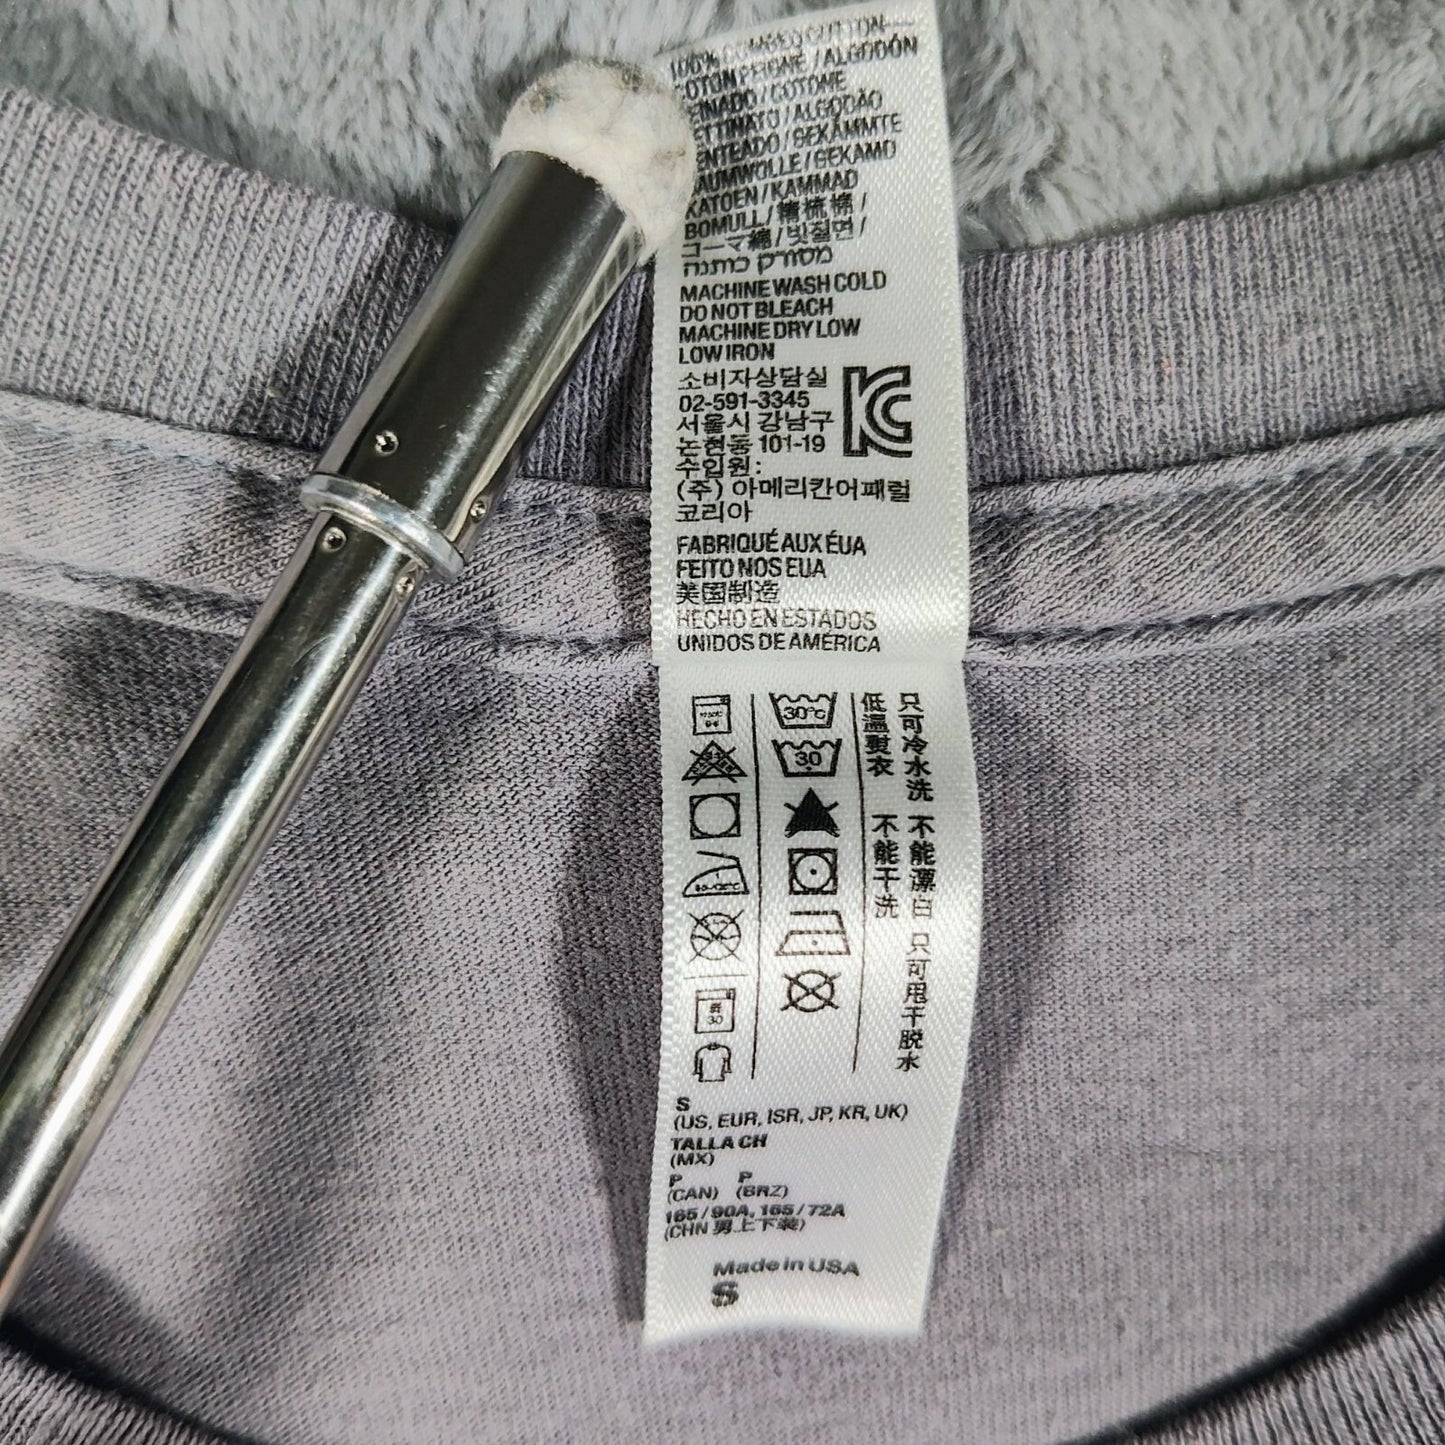 100% COMBED COTTON
COTON PEIGNÉ / ALGODÓN
PEINADO / COTONE
PETTINATO / ALGODÃO
PENTEADO / GEKÄMMTE
BAUMWOLLE / GEKAMD
KATOEN / KAMMAD
BOMULL / 精梳棉 /
コーマ綿 / 빗질면 /
מסורק כותנה
MACHINE WASH COLD
DO NOT BLEACH
MACHINE DRY LOW
LOW IRON
소비자상담실
02-591-3345
서울시 강남구
논현동 101-19
수입원 :
(주) 아메리칸어패럴
코리아
FABRIQUÉ AUX ÉUA
FEITO NOS EUA
美国制造
HECHO EN ESTADOS
UNIDOS DE AMÉRICA
30°c
30
30
只可冷水洗 不能漂白 只可甩干脱水
低溫熨衣 不能干洗
S
(US, EUR, ISR, JP, KR, UK)
TALLA CH
(MX)
P P
(CAN) (BRZ)
165 / 90A, 165 / 72A
(CHN 男上下装)
Made in USA
S